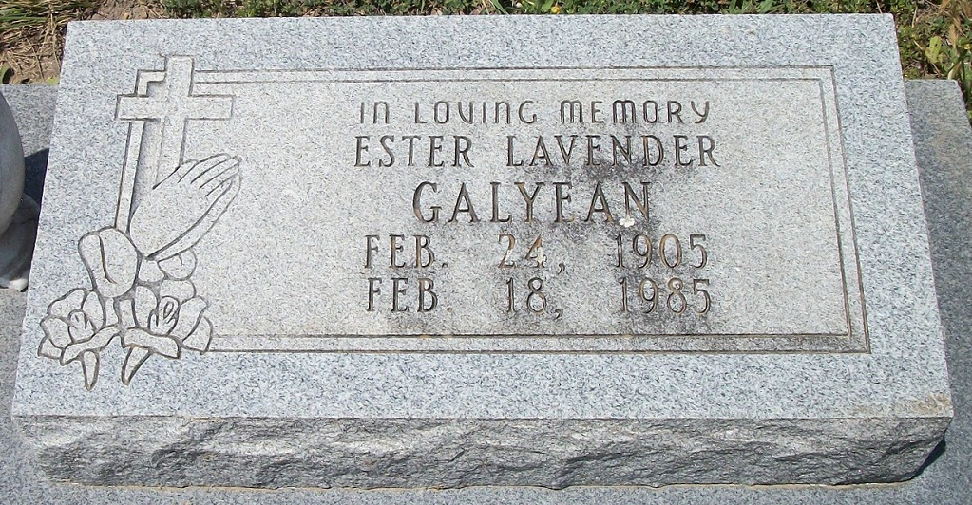 IN LOVING MEMORY
ESTER LAVENDER
GALYEAN
FEB. 24, 1905
FEB 18, 1985